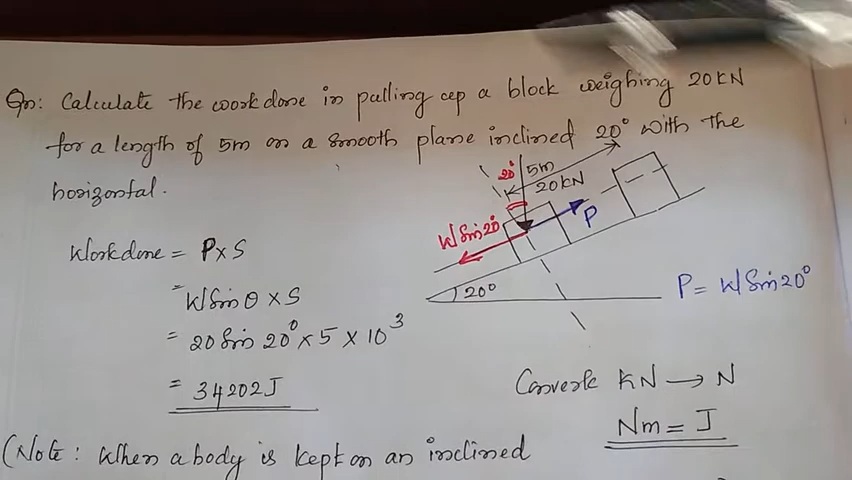 Qn: Calculate the workdone in pulling up a block weighing 20KN
for a length of 5m on a smooth plane inclined 20° with the
horizontal.
20°
5m
20KN
W Sin 20°
P
20°
P = W Sin 20°
Workdone = P x S
= W Sin θ x S
= 20 Sin 20° x 5 x 10³
= 34202 J
Convert KN → N
Nm = J
(Note: When a body is kept on an inclined